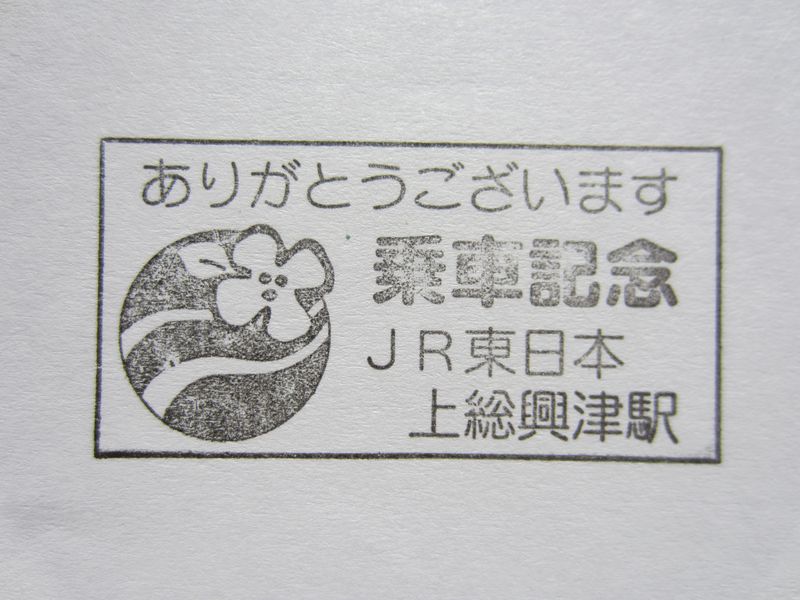 ありがとうございます
乗車記念
JR東日本
上総興津駅